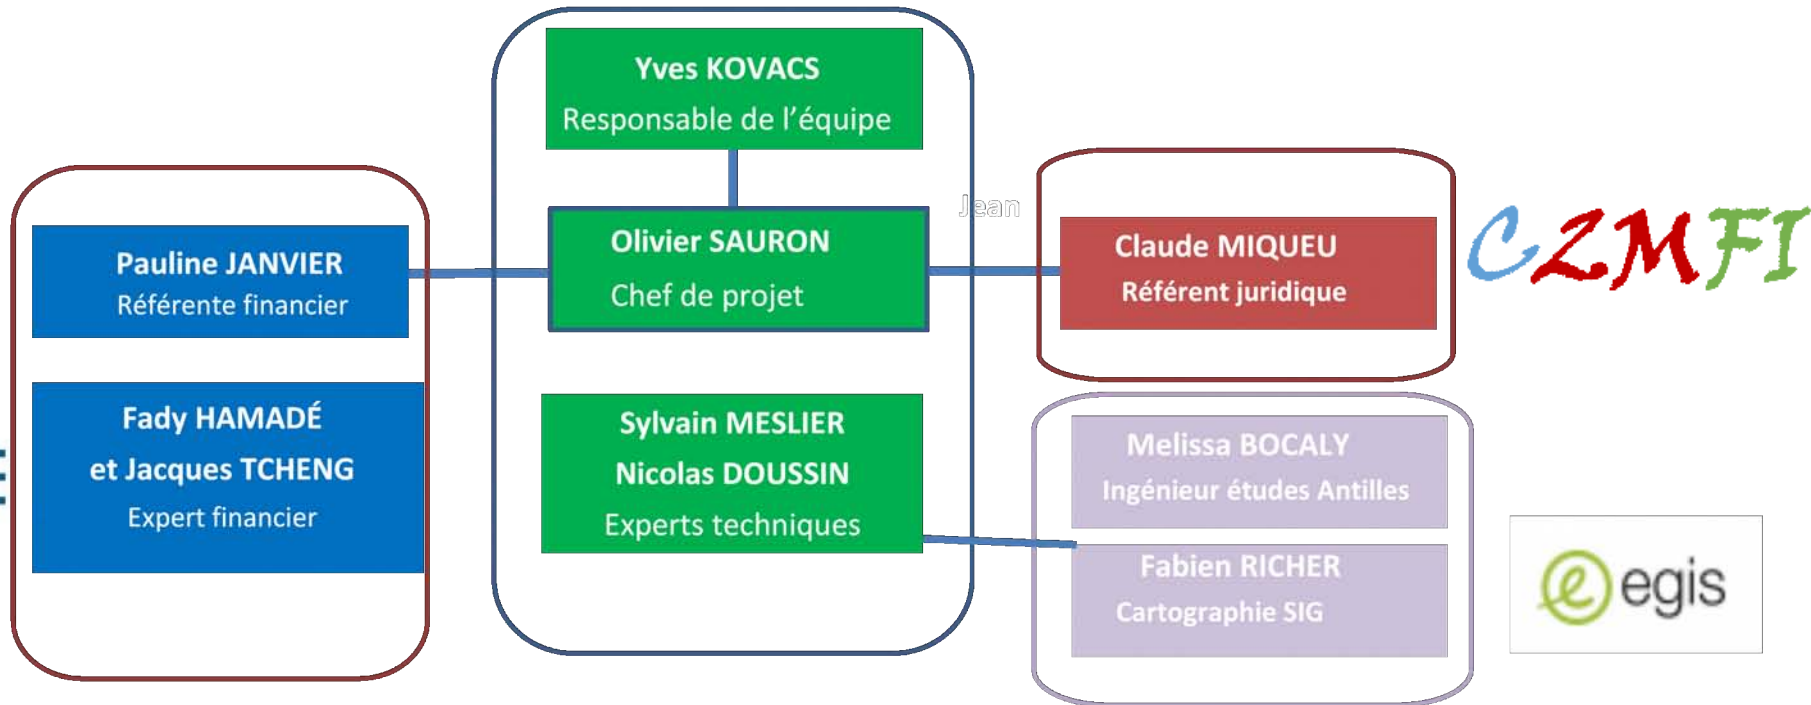 Yves KOVACS
Responsable de l'équipe
Jean
Pauline JANVIER
Référente financier
Olivier SAURON
Chef de projet
Claude MIQUEU
Référent juridique
C2MFI
Fady HAMADÉ
et Jacques TCHENG
Expert financier
Sylvain MESLIER
Nicolas DOUSSIN
Experts techniques
Melissa BOCALY
Ingénieur études Antilles
Fabien RICHER
Cartographie SIG
egis